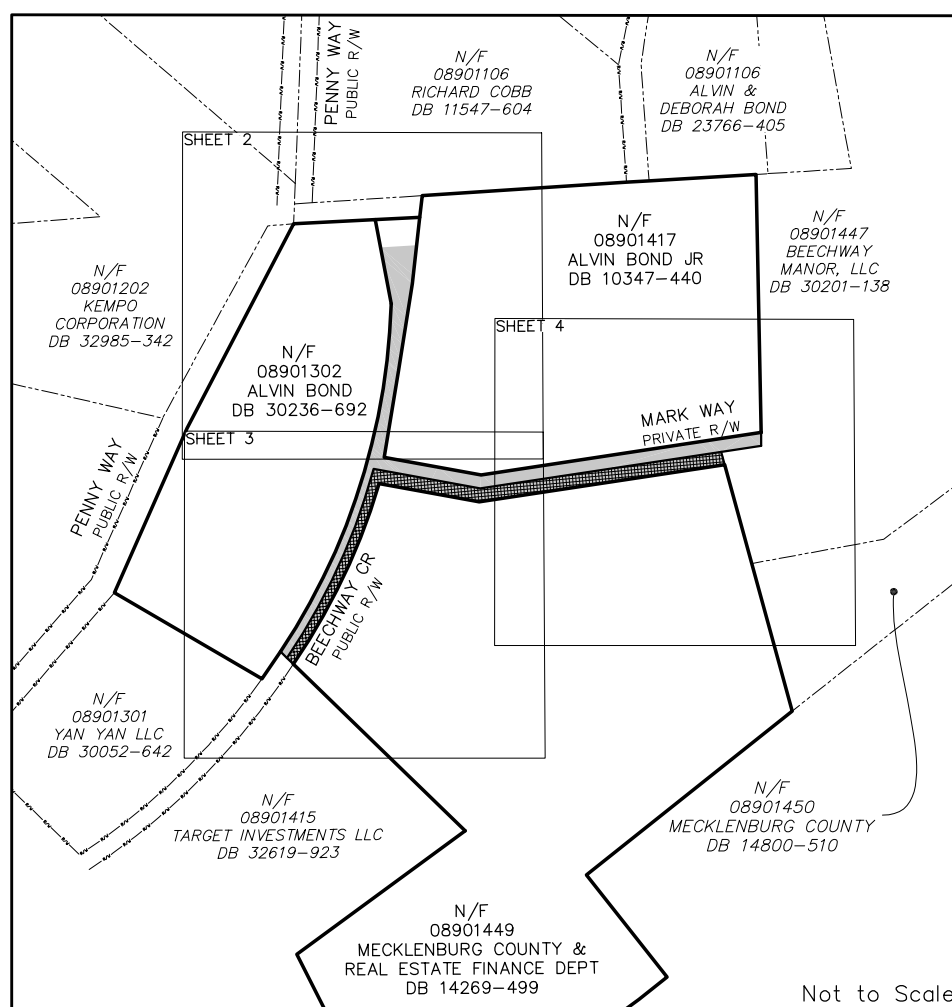 PENNY WAY
PUBLIC R/W
N/F
08901106
RICHARD COBB
DB 11547-604
N/F
08901106
ALVIN &
DEBORAH BOND
DB 23766-405
SHEET 2
N/F
08901417
ALVIN BOND JR
DB 10347-440
N/F
08901447
BEECHWAY
MANOR, LLC
DB 30201-138
N/F
08901202
KEMPO
CORPORATION
DB 32985-342
SHEET 4
N/F
08901302
ALVIN BOND
DB 30236-692
MARK WAY
PRIVATE R/W
SHEET 3
PENNY WAY
PUBLIC R/W
BEECHWAY CR
PUBLIC R/W
N/F
08901301
YAN YAN LLC
DB 30052-642
N/F
08901415
TARGET INVESTMENTS LLC
DB 32619-923
N/F
08901450
MECKLENBURG COUNTY
DB 14800-510
N/F
08901449
MECKLENBURG COUNTY &
REAL ESTATE FINANCE DEPT
DB 14269-499
Not to Scale